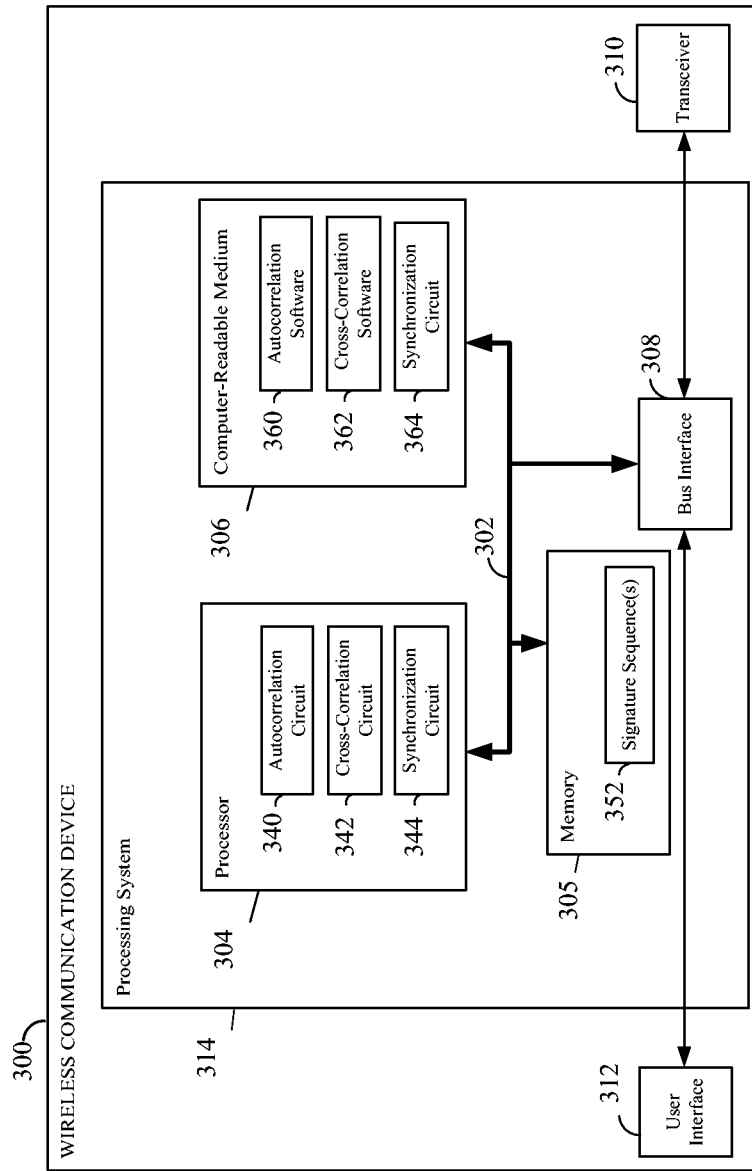 300
WIRELESS COMMUNICATION DEVICE
314
Processing System
304
Processor
340
Autocorrelation
Circuit
342
Cross-Correlation
Circuit
344
Synchronization
Circuit
306
Computer-Readable Medium
360
Autocorrelation
Software
362
Cross-Correlation
Software
364
Synchronization
Circuit
302
305
Memory
352
Signature Sequence(s)
308
Bus Interface
312
User
Interface
310
Transceiver